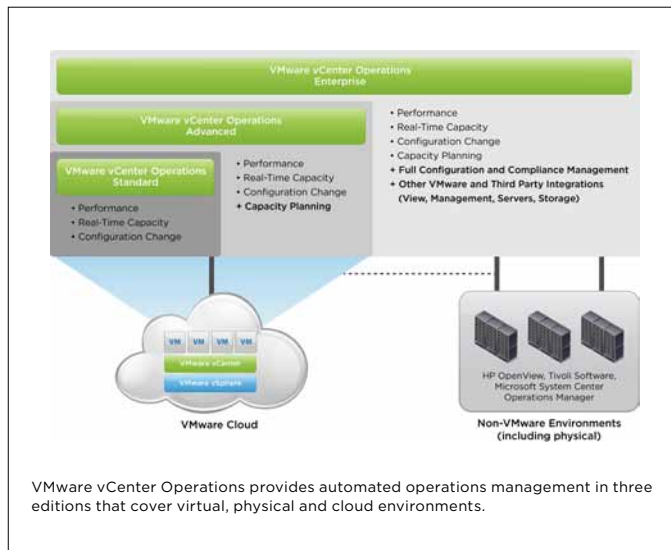 VMware vCenter Operations
Enterprise
VMware vCenter Operations
Advanced
VMware vCenter Operations
Standard
• Performance
• Real-Time Capacity
• Configuration Change
• Performance
• Real-Time Capacity
• Configuration Change
+ Capacity Planning
• Performance
• Real-Time Capacity
• Configuration Change
• Capacity Planning
+ Full Configuration and Compliance Management
+ Other VMware and Third Party Integrations
(View, Management, Servers, Storage)
VM VM VM VM
VMware vCenter
VMware vSphere
VMware Cloud
HP OpenView, Tivoli Software,
Microsoft System Center
Operations Manager
Non-VMware Environments
(including physical)
VMware vCenter Operations provides automated operations management in three
editions that cover virtual, physical and cloud environments.